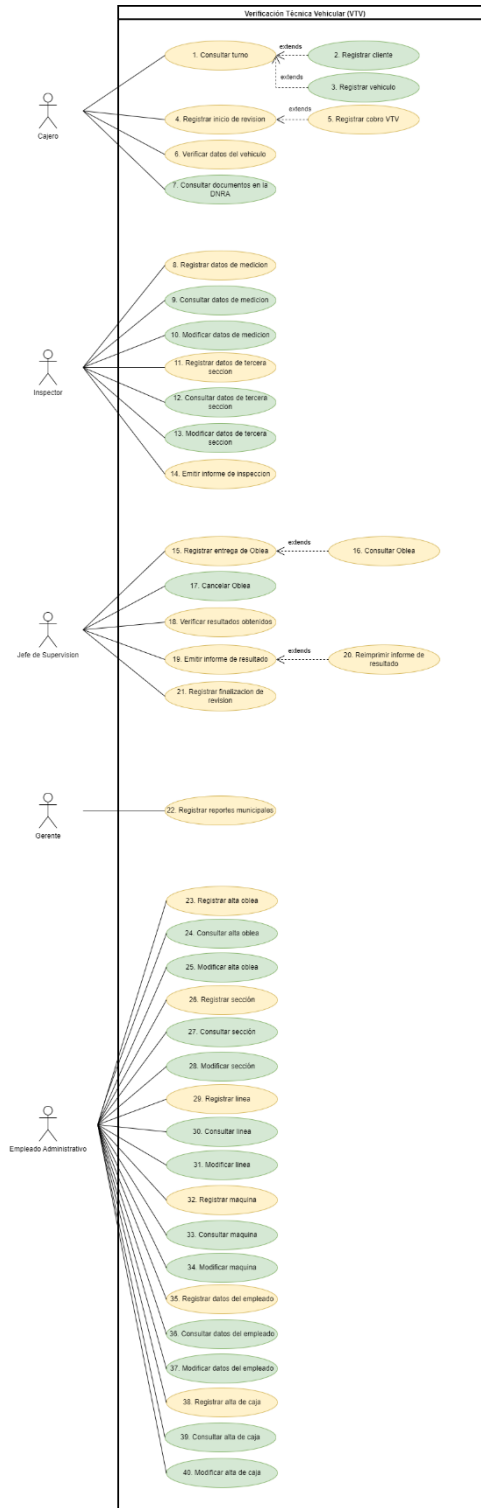 Verificación Técnica Vehicular (VTV)
1. Consultar turno
extends
2. Registrar cliente
extends
3. Registrar vehiculo
Cajero
4. Registrar inicio de revision
extends
5. Registrar cobro VTV
6. Verificar datos del vehiculo
7. Consultar documentos en la
DNRA
8. Registrar datos de medicion
9. Consultar datos de medicion
10. Modificar datos de medicion
Inspector
11. Registrar datos de tercera
seccion
12. Consultar datos de tercera
seccion
13. Modificar datos de tercera
seccion
14. Emitir informe de inspeccion
15. Registrar entrega de Oblea
extends
16. Consultar Oblea
17. Cancelar Oblea
18. Verificar resultados obtenidos
Jefe de Supervision
19. Emitir informe de resultado
extends
20. Reimprimir informe de
resultado
21. Registrar finalizacion de
revision
Gerente
22. Registrar reportes municipales
23. Registrar alta oblea
24. Consultar alta oblea
25. Modificar alta oblea
26. Registrar sección
27. Consultar sección
28. Modificar sección
29. Registrar linea
30. Consultar linea
Empleado Administrativo
31. Modificar linea
32. Registrar maquina
33. Consultar maquina
34. Modificar maquina
35. Registrar datos del empleado
36. Consultar datos del empleado
37. Modificar datos del empleado
38. Registrar alta de caja
39. Consultar alta de caja
40. Modificar alta de caja